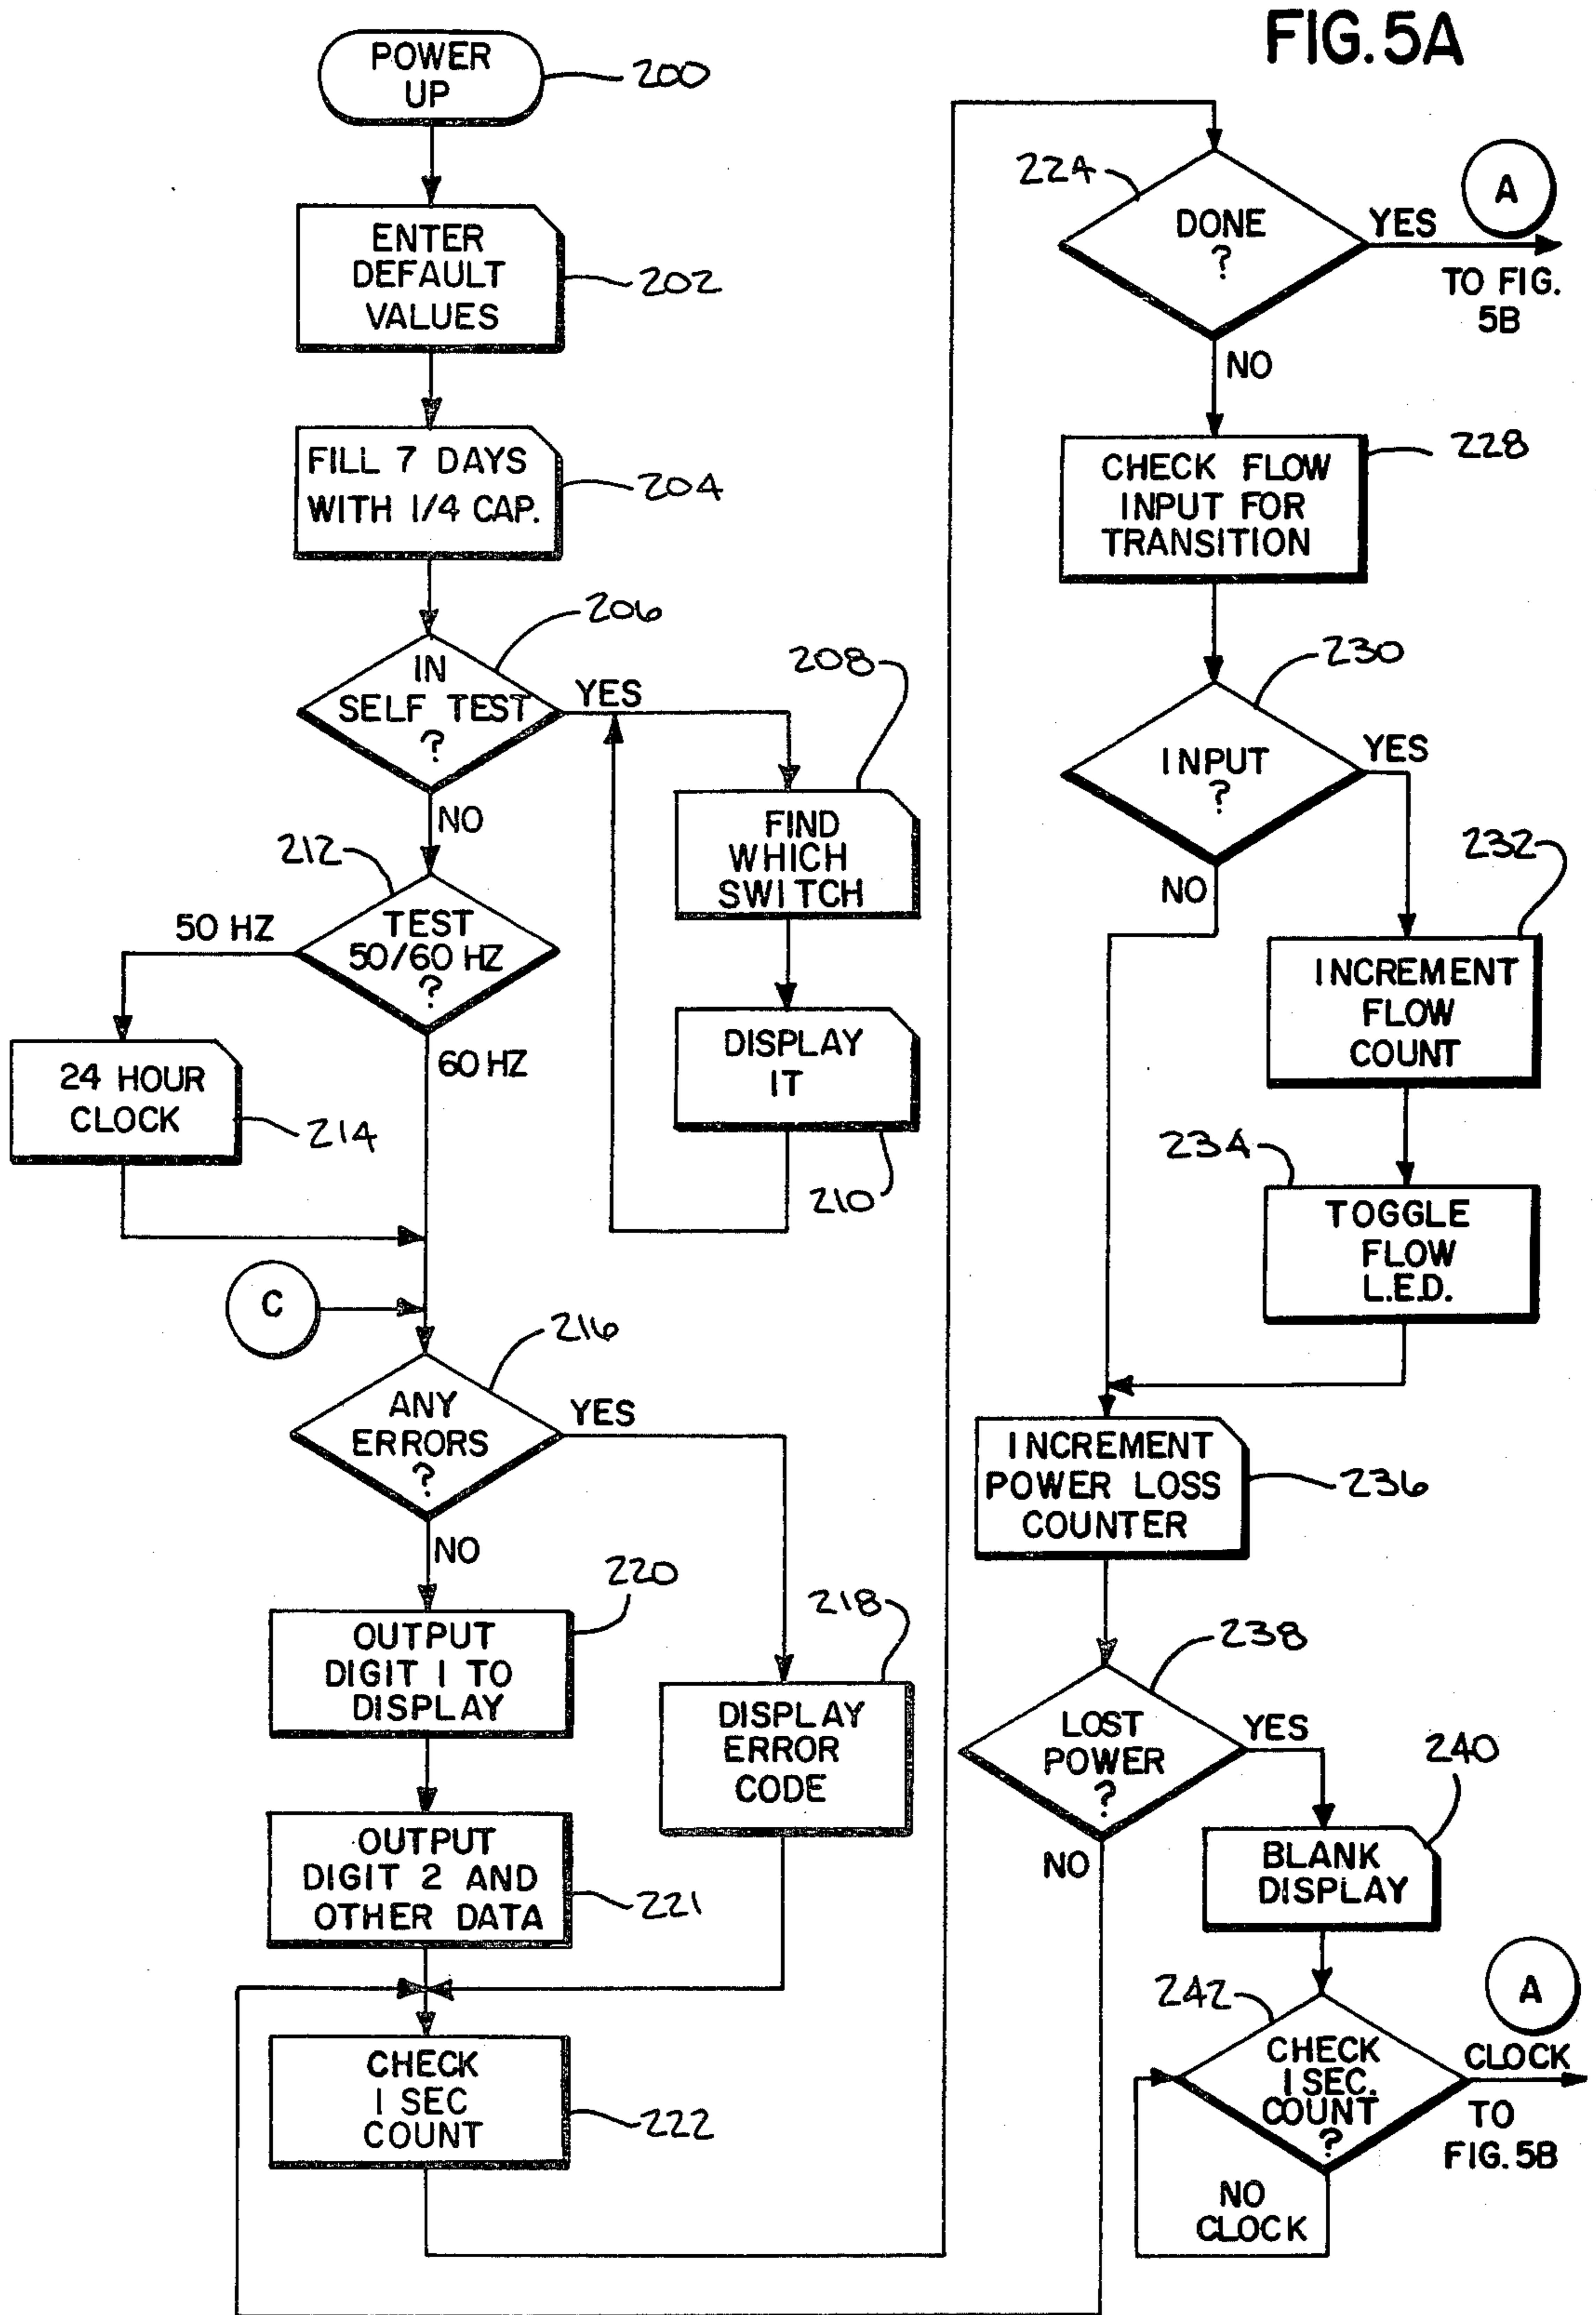 FIG. 5A
POWER
UP
200
ENTER
DEFAULT
VALUES
202
FILL 7 DAYS
WITH 1/4 CAP.
204
IN
SELF TEST
?
206
YES
NO
208
FIND
WHICH
SWITCH
DISPLAY
IT
210
212
TEST
50/60 HZ
?
50 HZ
60 HZ
24 HOUR
CLOCK
214
C
216
ANY
ERRORS
?
YES
NO
220
OUTPUT
DIGIT 1 TO
DISPLAY
218
DISPLAY
ERROR
CODE
OUTPUT
DIGIT 2 AND
OTHER DATA
221
CHECK
1 SEC
COUNT
222
224
DONE
?
YES
A
TO FIG.
5B
NO
CHECK FLOW
INPUT FOR
TRANSITION
228
230
INPUT
?
YES
NO
232
INCREMENT
FLOW
COUNT
234
TOGGLE
FLOW
L.E.D.
INCREMENT
POWER LOSS
COUNTER
236
238
LOST
POWER
?
YES
NO
240
BLANK
DISPLAY
242
CHECK
1 SEC.
COUNT
?
A
CLOCK
TO
FIG. 5B
NO
CLOCK